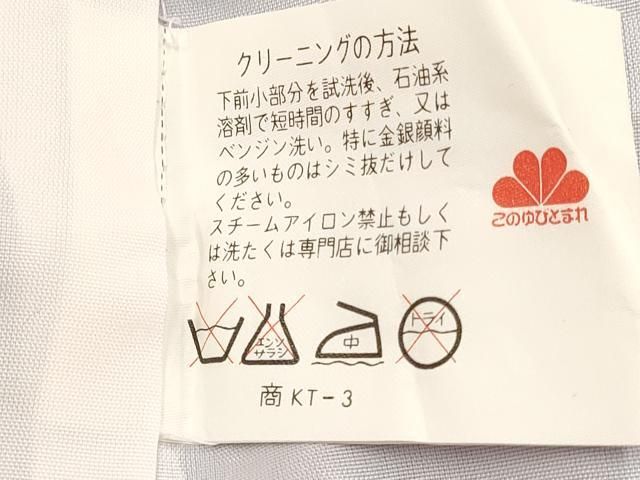 クリーニングの方法
下前小部分を試洗後、石油系
溶剤で短時間のすすぎ、又は
ベンジン洗い。特に金銀顔料
の多いものはシミ抜だけして
ください。
スチームアイロン禁止もしく
は洗たくは専門店に御相談下
さい。
このゆびとまれ
エンソ
サラシ
中
ドライ
商 KT-3